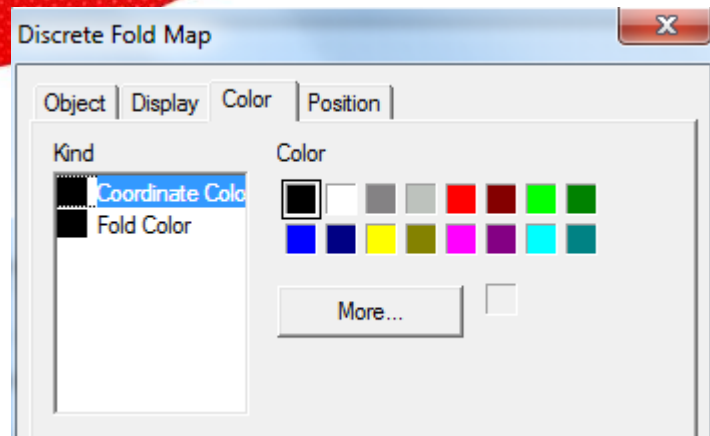 Discrete Fold Map
Object Display Color Position
Kind Color
Coordinate Colo
Fold Color
More...